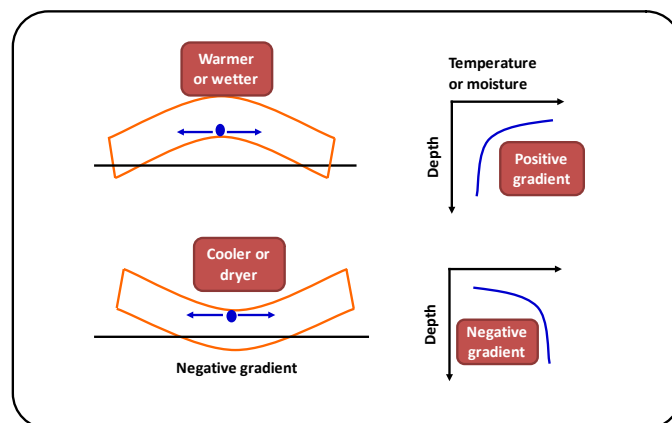 Warmer
or wetter
Temperature
or moisture
Depth
Positive
gradient
Cooler or
dryer
Negative gradient
Depth
Negative
gradient